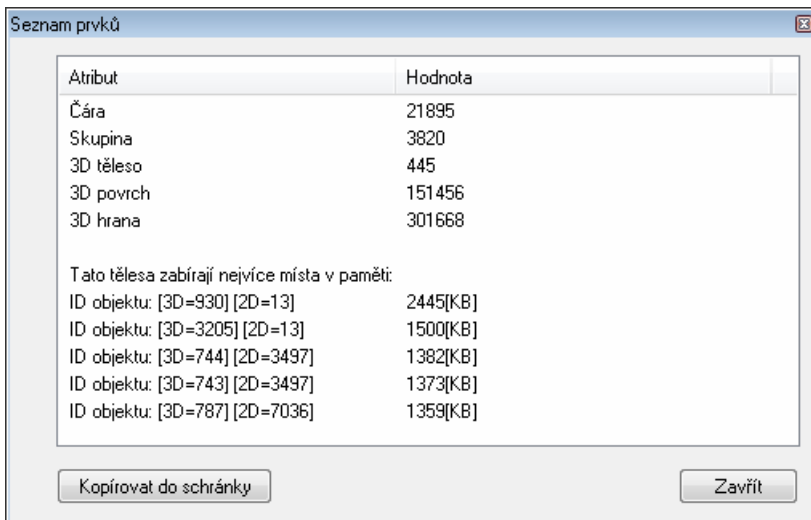 Seznam prvků
Atribut Hodnota
Čára 21895
Skupina 3820
3D těleso 445
3D povrch 151456
3D hrana 301668
Tato tělesa zabírají nejvíce místa v paměti:
ID objektu: [3D=930] [2D=13] 2445[KB]
ID objektu: [3D=3205] [2D=13] 1500[KB]
ID objektu: [3D=744] [2D=3497] 1382[KB]
ID objektu: [3D=743] [2D=3497] 1373[KB]
ID objektu: [3D=787] [2D=7036] 1359[KB]
Kopírovat do schránky Zavřít